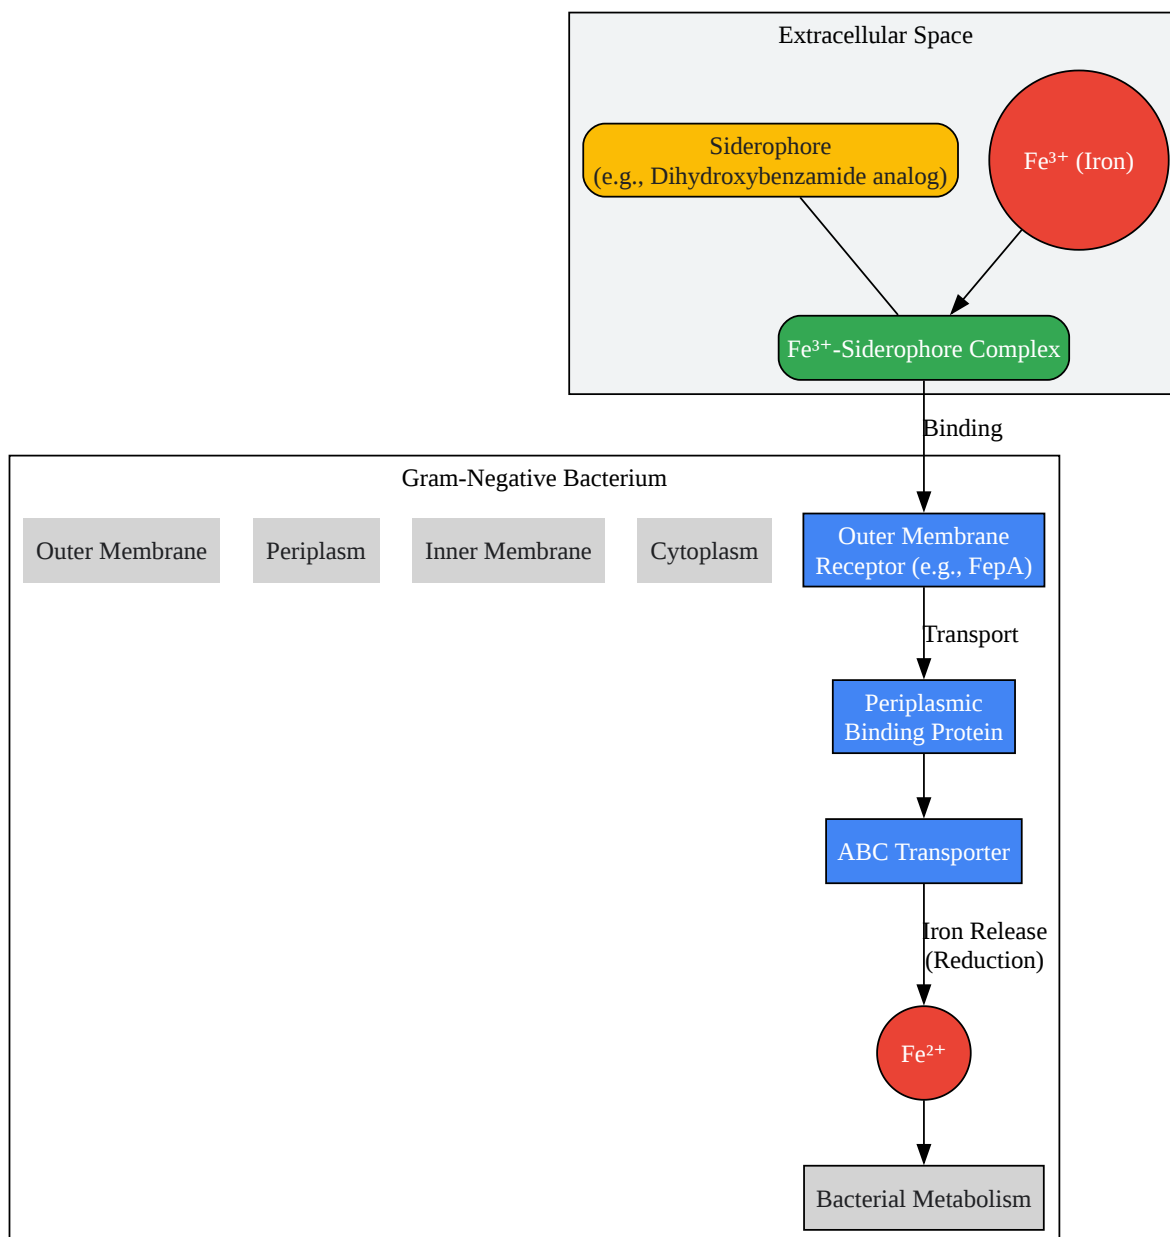 Extracellular Space
Siderophore
(e.g., Dihydroxybenzamide analog)
Fe³⁺ (Iron)
Fe³⁺-Siderophore Complex
Binding
Gram-Negative Bacterium
Outer Membrane
Periplasm
Inner Membrane
Cytoplasm
Outer Membrane
Receptor (e.g., FepA)
Transport
Periplasmic
Binding Protein
ABC Transporter
Iron Release
(Reduction)
Fe²⁺
Bacterial Metabolism